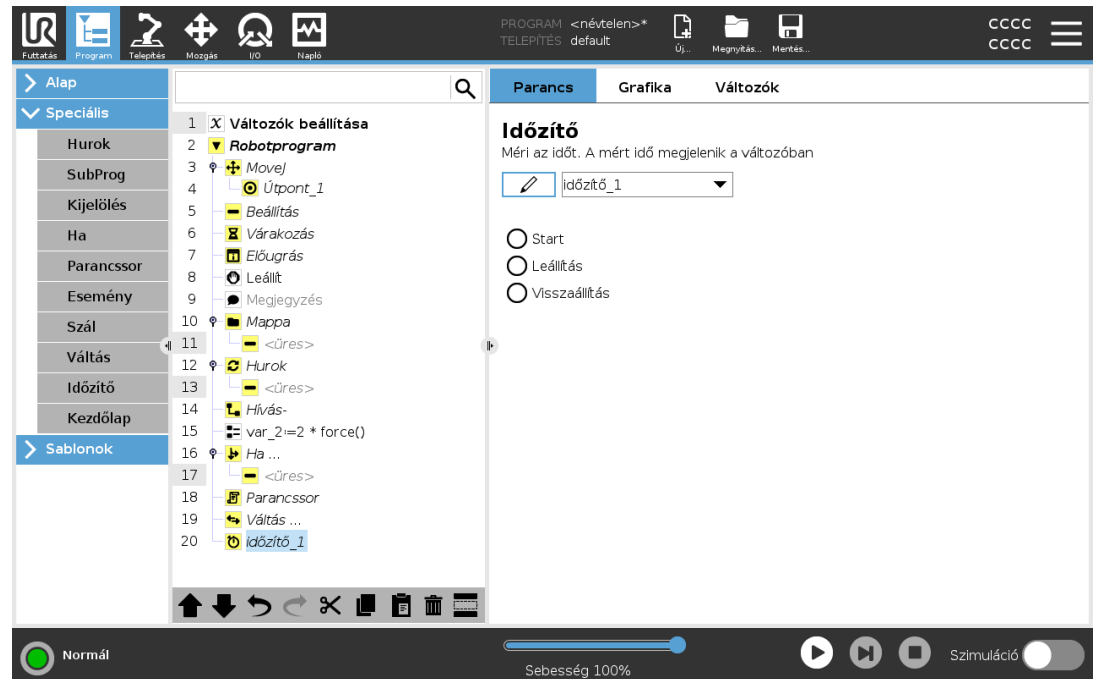 PROGRAM <névtelen>*
TELEPÍTÉS default
Futtatás Program Telepítés Mozgás I/O Napló
Új... Megnyitás... Mentés...
CCCC
CCCC
Alap
Speciális
Hurok
SubProg
Kijelölés
Ha
Parancssor
Esemény
Szál
Váltás
Időzítő
Kezdőlap
Sablonok
1 X Változók beállítása
2 Robotprogram
3 MoveJ
4 Útpont_1
5 Beállítás
6 Várakozás
7 Előugrás
8 Leállít
9 Megjegyzés
10 Mappa
11 <üres>
12 Hurok
13 <üres>
14 Hívás-
15 var_2≔2 * force()
16 Ha ...
17 <üres>
18 Parancssor
19 Váltás ...
20 időzítő_1
Parancs Grafika Változók
Időzítő
Méri az időt. A mért idő megjelenik a változóban
időzítő_1
Start
Leállítás
Visszaállítás
Normál
Sebesség 100%
Szimuláció